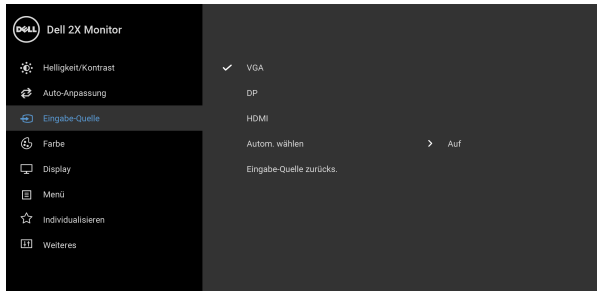 DELL Dell 2X Monitor
Helligkeit/Kontrast
VGA
Auto-Anpassung
DP
Eingabe-Quelle
HDMI
Farbe
Autom. wählen
Auf
Display
Eingabe-Quelle zurücks.
Menü
Individualisieren
Weiteres